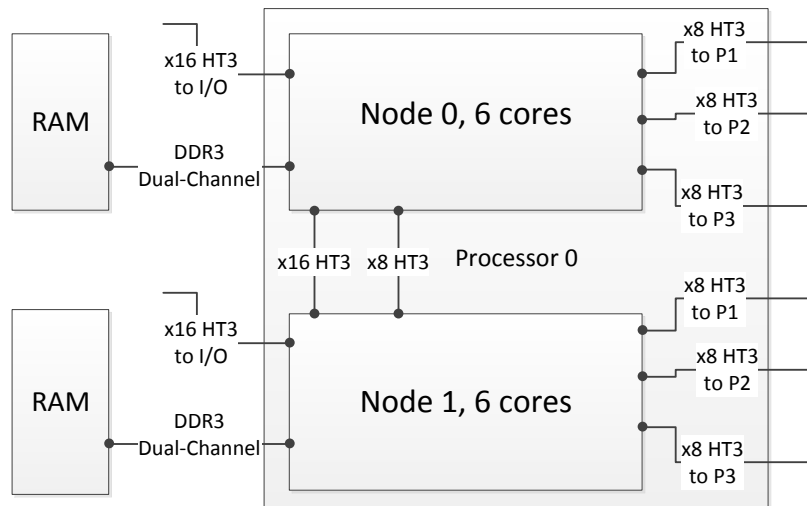 x16 HT3
to I/O
x8 HT3
to P1
RAM
Node 0, 6 cores
x8 HT3
to P2
DDR3
Dual-Channel
x8 HT3
to P3
x16 HT3
x8 HT3
Processor 0
x16 HT3
to I/O
x8 HT3
to P1
RAM
Node 1, 6 cores
x8 HT3
to P2
DDR3
Dual-Channel
x8 HT3
to P3